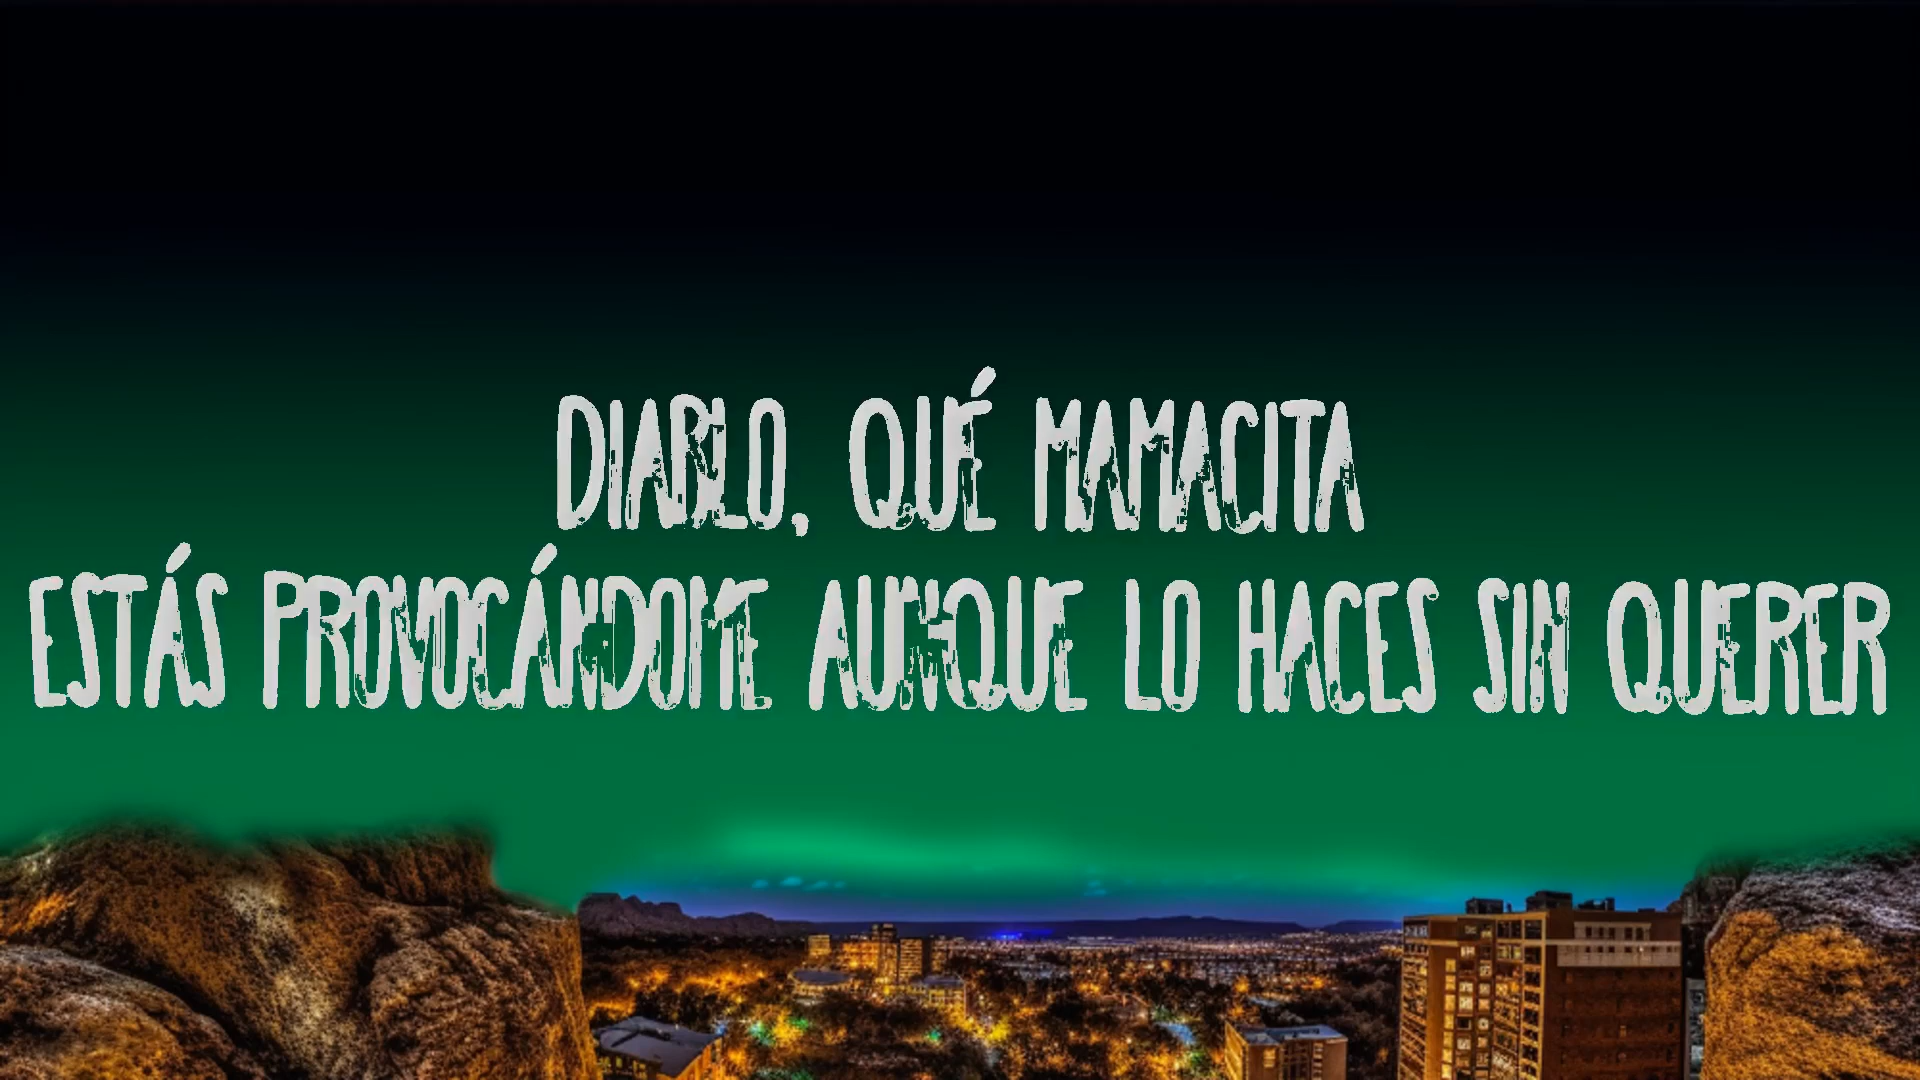 DIABLO, QUÉ MAMACITA
ESTÁS PROVOCÁNDOME AUNQUE LO HACES SIN QUERER